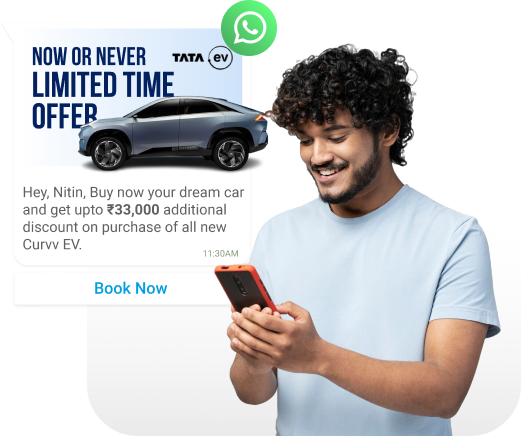 NOW OR NEVER
TATA .ev
LIMITED TIME
OFFER
Hey, Nitin, Buy now your dream car
and get upto ₹33,000 additional
discount on purchase of all new
Curvv EV.
11:30AM
Book Now